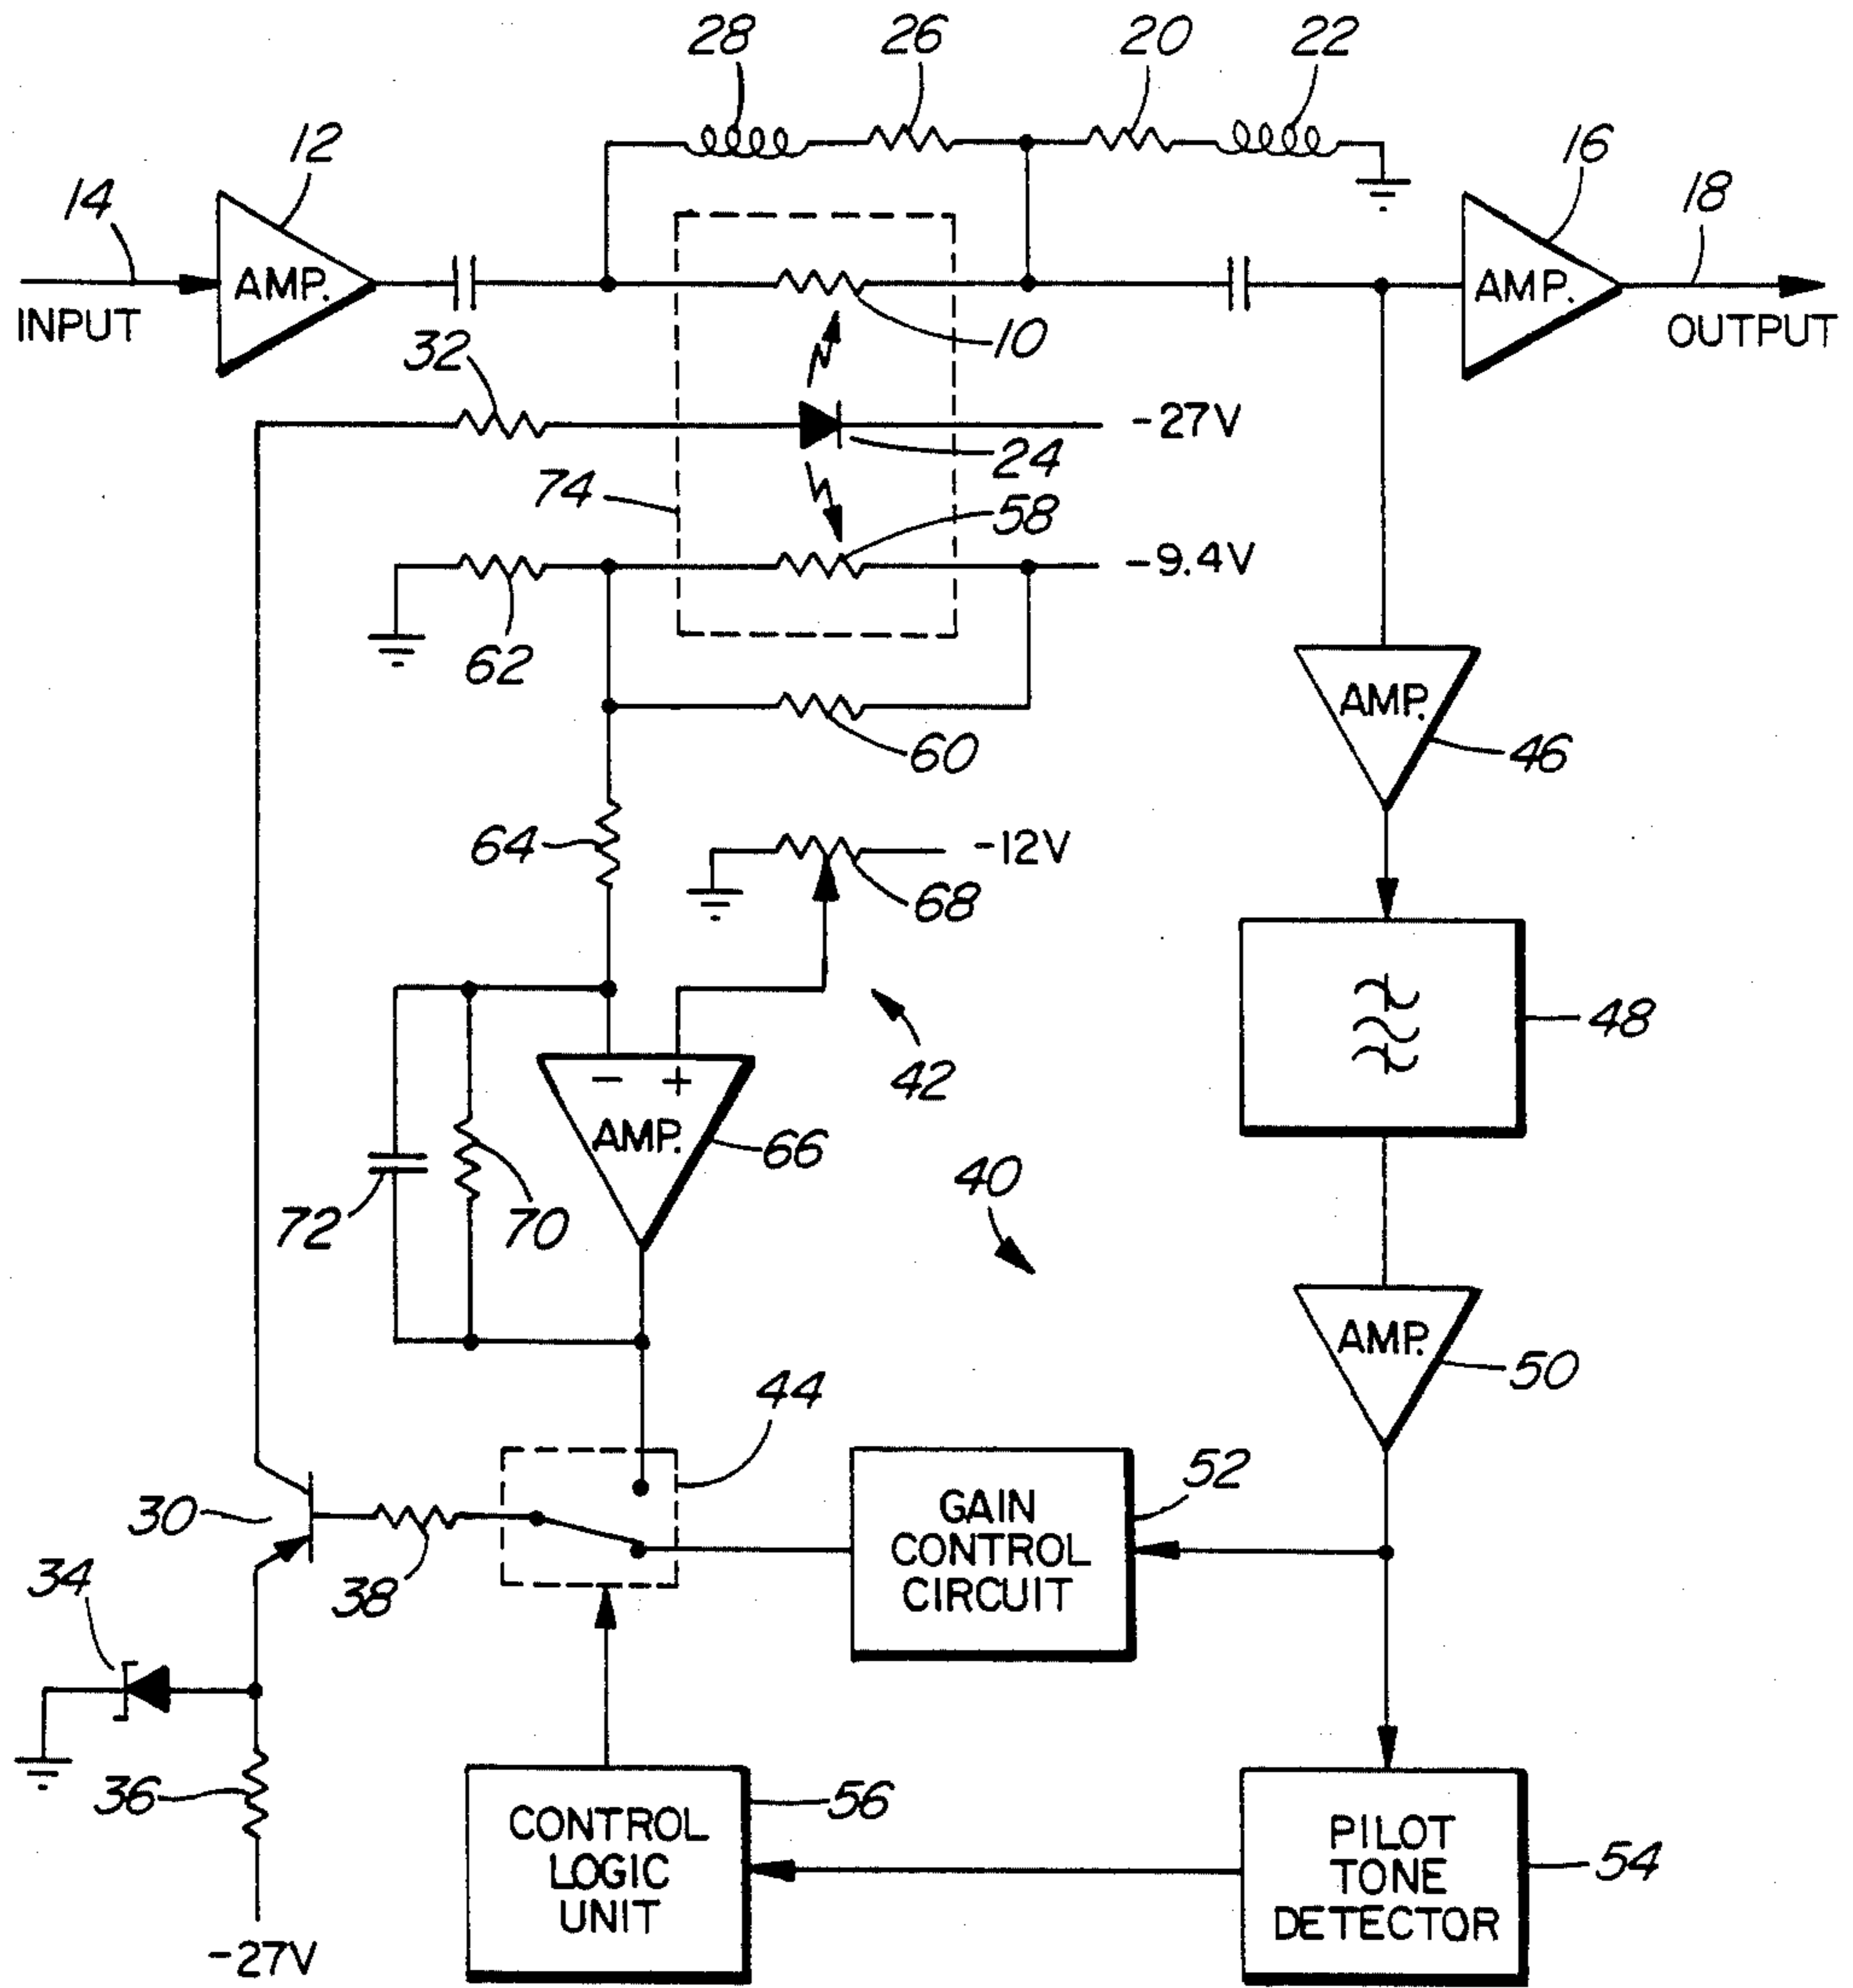 28
26
20
22
12
16
14
18
AMP.
AMP.
INPUT
OUTPUT
10
32
-27V
24
74
58
-9.4V
62
60
AMP.
46
64
-12V
68
48
42
- +
AMP.
66
40
72
70
AMP.
50
44
52
30
GAIN
CONTROL
CIRCUIT
34
38
36
56
CONTROL
LOGIC
UNIT
PILOT
TONE
DETECTOR
54
-27V